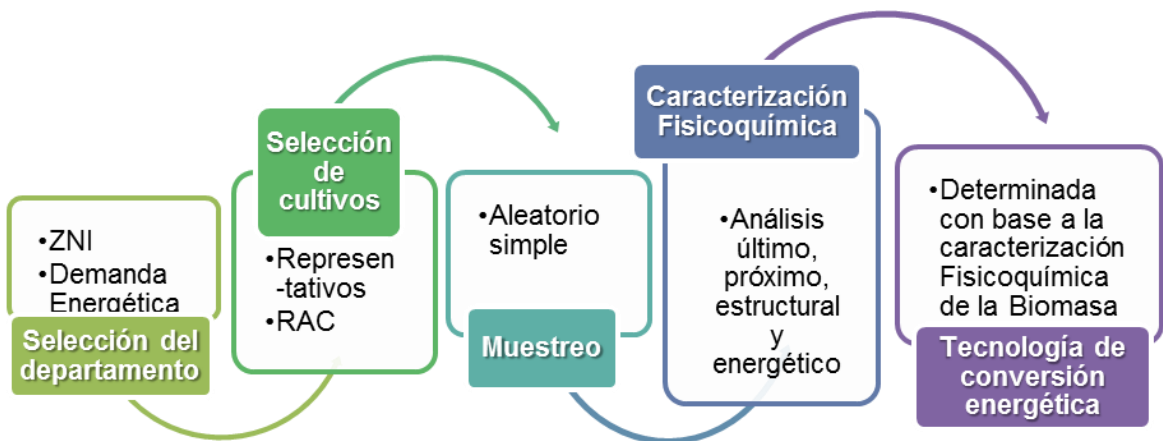 •ZNI
•Demanda
Energética
Selección del
departamento
Selección
de
cultivos
•Represen
-tativos
•RAC
•Aleatorio
simple
Muestreo
Caracterización
Fisicoquímica
•Análisis
último,
próximo,
estructural
y
energético
•Determinada
con base a la
caracterización
Fisicoquímica
de la Biomasa
Tecnología de
conversión
energética